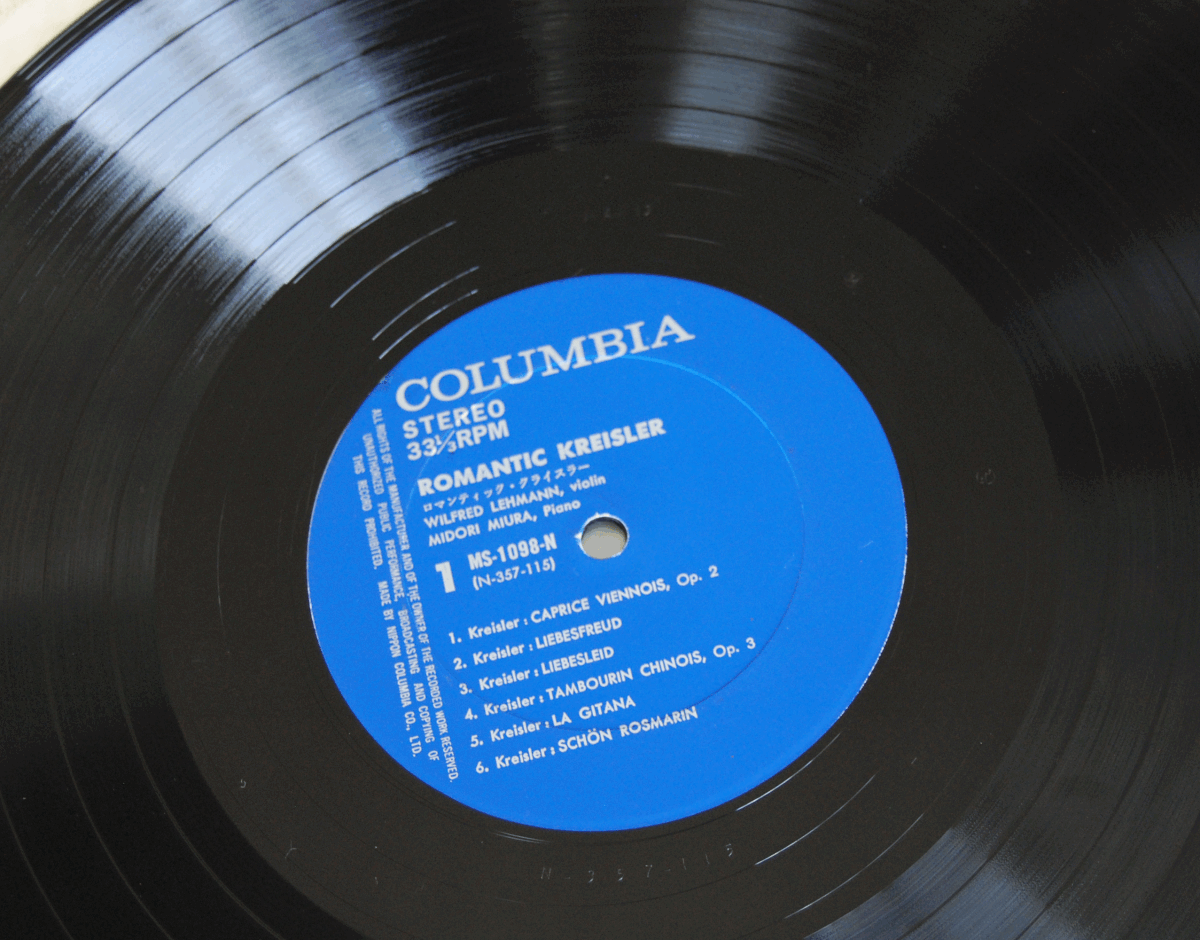 COLUMBIA
STEREO
33⅓RPM
ROMANTIC KREISLER
ロマンティック・クライスラー
WILFRED LEHMANN, violin
MIDORI MIURA, Piano
1
MS-1098-N
(N-357-115)
1. Kreisler : CAPRICE VIENNOIS, Op. 2
2. Kreisler : LIEBESFREUD
3. Kreisler : LIEBESLEID
4. Kreisler : TAMBOURIN CHINOIS, Op. 3
5. Kreisler : LA GITANA
6. Kreisler : SCHÖN ROSMARIN
ALL RIGHTS OF THE MANUFACTURER AND OF THE OWNER OF THE RECORDED WORK RESERVED.
UNAUTHORIZED PUBLIC PERFORMANCE, BROADCASTING AND COPYING OF
THIS RECORD PROHIBITED. MADE BY NIPPON COLUMBIA CO., LTD.
N-357-115